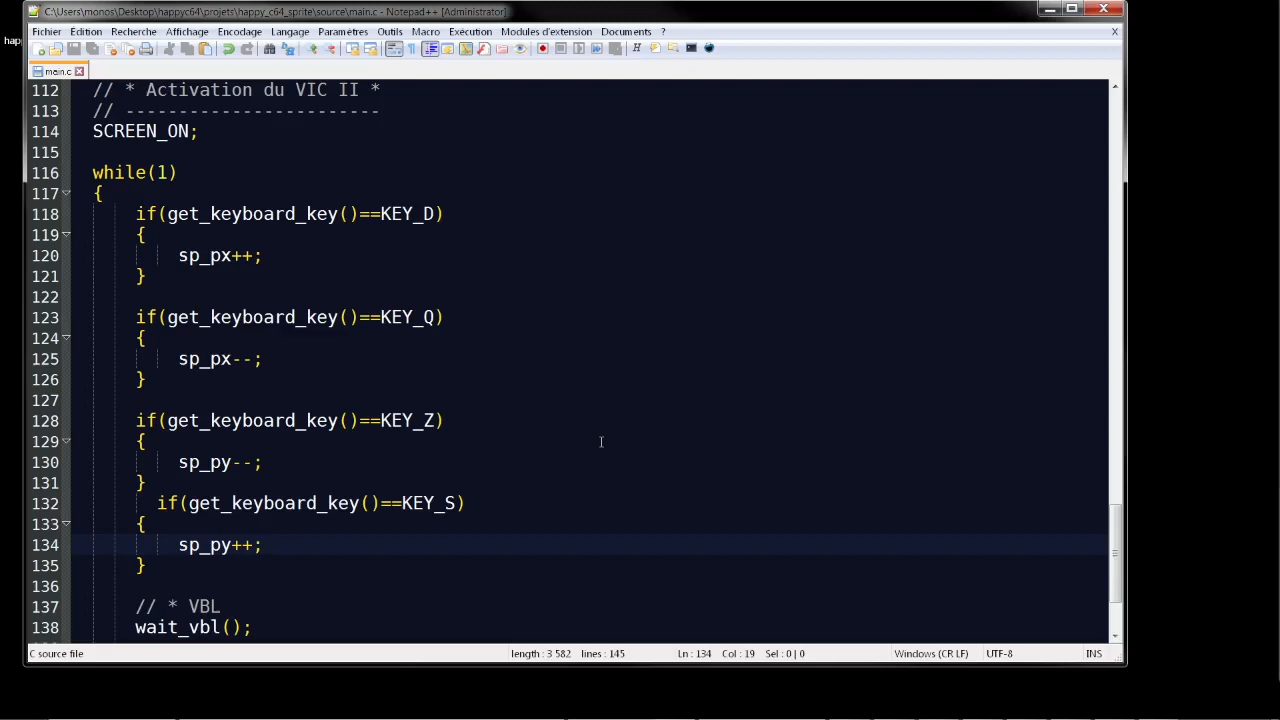 C:\Users\monos\Desktop\happyc64\projets\happy_c64_sprite\source\main.c - Notepad++ [Administrator]
Fichier Edition Recherche Affichage Encodage Langage Paramètres Outils Macro Exécution Modules d'extension Documents ? X
hap
main.c
112 // * Activation du VIC II *
113 // ------------------------
114 SCREEN_ON;
115
116 while(1)
117 {
118 if(get_keyboard_key()==KEY_D)
119 {
120 sp_px++;
121 }
122
123 if(get_keyboard_key()==KEY_Q)
124 {
125 sp_px--;
126 }
127
128 if(get_keyboard_key()==KEY_Z)
129 {
130 sp_py--;
131 }
132 if(get_keyboard_key()==KEY_S)
133 {
134 sp_py++;
135 }
136
137 // * VBL
138 wait_vbl();
C source file length : 3 582 lines : 145 Ln : 134 Col : 19 Sel : 0 | 0 Windows (CR LF) UTF-8 INS